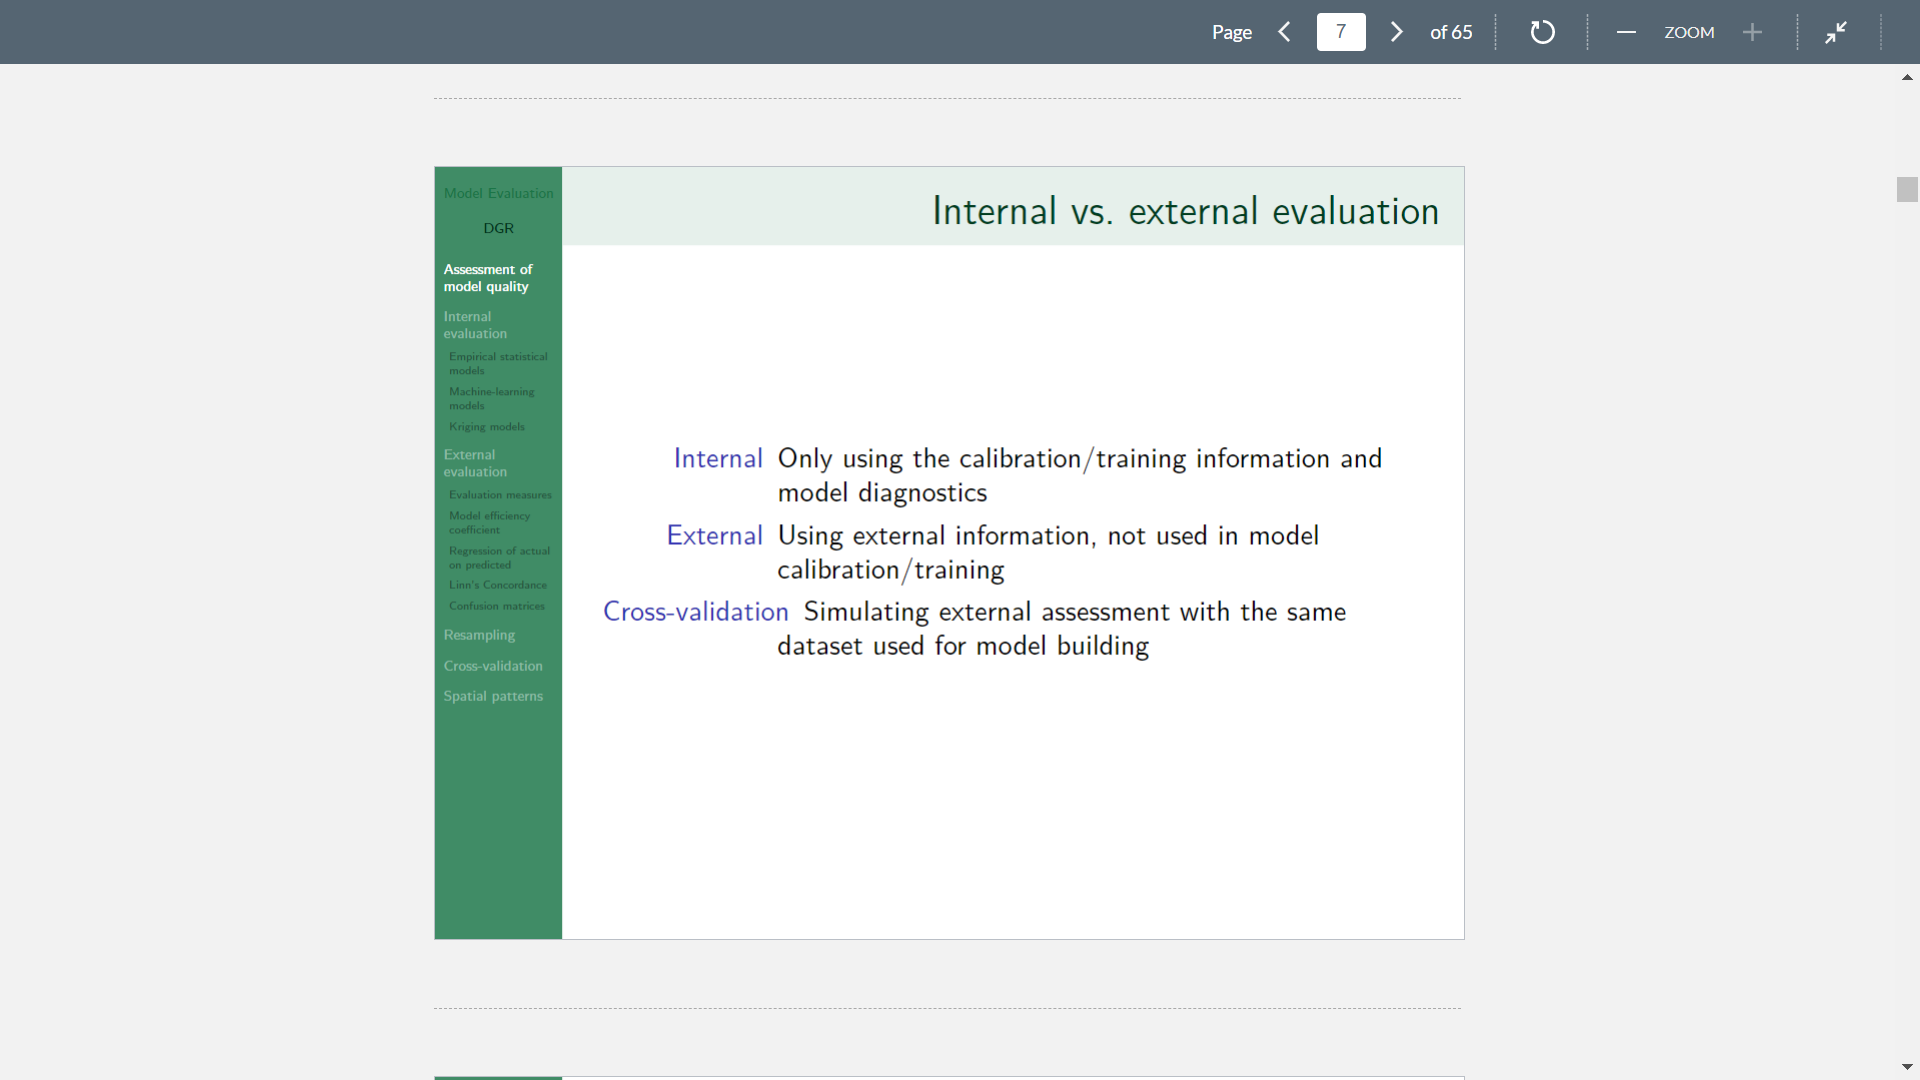 Page 7 of 65 ZOOM
Model Evaluation
DGR
Assessment of
model quality
Internal
evaluation
Empirical statistical
models
Machine-learning
models
Kriging models
External
evaluation
Evaluation measures
Model efficiency
coefficient
Regression of actual
on predicted
Linn's Concordance
Confusion matrices
Resampling
Cross-validation
Spatial patterns
Internal vs. external evaluation
Internal Only using the calibration/training information and
model diagnostics
External Using external information, not used in model
calibration/training
Cross-validation Simulating external assessment with the same
dataset used for model building